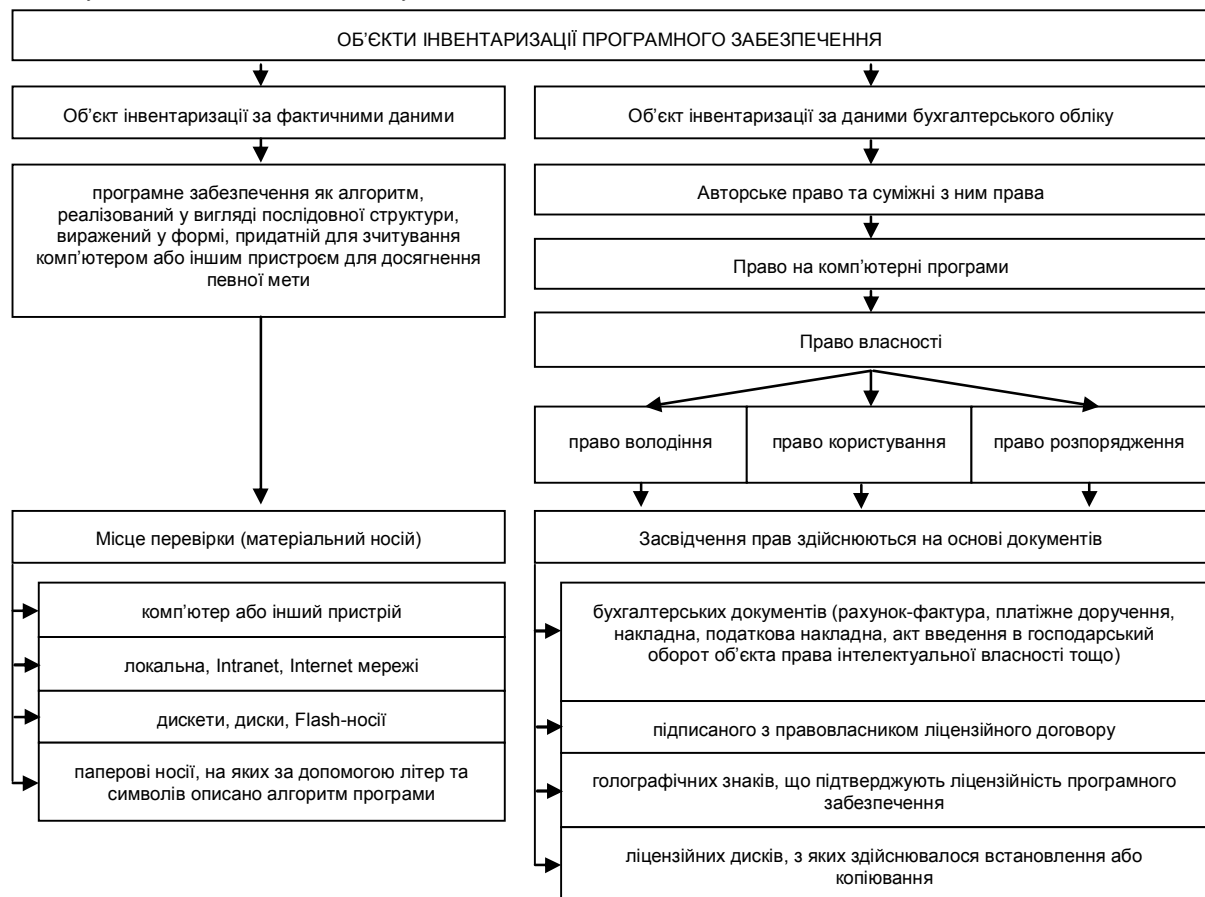 ОБ’ЄКТИ ІНВЕНТАРИЗАЦІЇ ПРОГРАМНОГО ЗАБЕЗПЕЧЕННЯ
Об’єкт інвентаризації за фактичними даними
програмне забезпечення як алгоритм,
реалізований у вигляді послідовної структури,
виражений у формі, придатній для зчитування
комп’ютером або іншим пристроєм для досягнення
певної мети
Місце перевірки (матеріальний носій)
комп’ютер або інший пристрій
локальна, Intranet, Internet мережі
дискети, диски, Flash-носії
паперові носії, на яких за допомогою літер та
символів описано алгоритм програми
Об’єкт інвентаризації за даними бухгалтерського обліку
Авторське право та суміжні з ним права
Право на комп’ютерні програми
Право власності
право володіння
право користування
право розпорядження
Засвідчення прав здійснюються на основі документів
бухгалтерських документів (рахунок-фактура, платіжне доручення,
накладна, податкова накладна, акт введення в господарський
оборот об’єкта права інтелектуальної власності тощо)
підписаного з правовласником ліцензійного договору
голографічних знаків, що підтверджують ліцензійність програмного
забезпечення
ліцензійних дисків, з яких здійснювалося встановлення або
копіювання